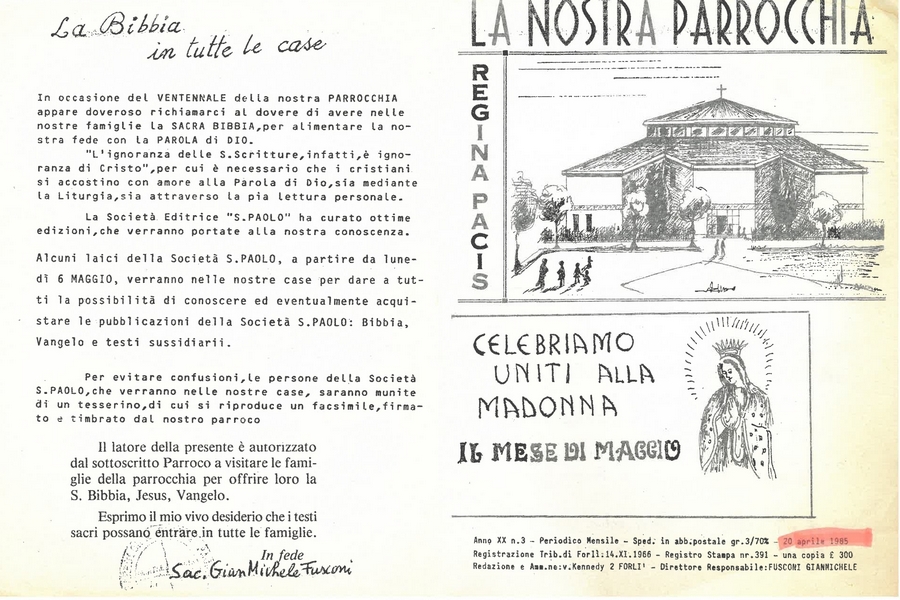 La Bibbia
in tutte le case
In occasione del VENTENNALE della nostra PARROCCHIA
appare doveroso richiamarci al dovere di avere nelle
nostre famiglie la SACRA BIBBIA,per alimentare la no-
stra fede con la PAROLA di DIO.
"L'ignoranza delle S.Scritture,infatti,è igno-
ranza di Cristo",per cui è necessario che i cristiani
si accostino con amore alla Parola di Dio,sia mediante
la Liturgia,sia attraverso la pia lettura personale.
La Società Editrice "S.PAOLO" ha curato ottime
edizioni,che verranno portate alla nostra conoscenza.
Alcuni laici della Società S.PAOLO, a partire da lune-
dì 6 MAGGIO, verranno nelle nostre case per dare a tut-
ti la possibilità di conoscere ed eventualmente acqui-
stare le pubblicazioni della Società S.PAOLO: Bibbia,
Vangelo e testi sussidiarii.
Per evitare confusioni,le persone della Società
S.PAOLO,che verranno nelle nostre case, saranno munite
di un tesserino,di cui si riproduce un facsimile,firma-
to e timbrato dal nostro parroco
Il latore della presente è autorizzato
dal sottoscritto Parroco a visitare le fami-
glie della parrocchia per offrire loro la
S. Bibbia, Jesus, Vangelo.
Esprimo il mio vivo desiderio che i testi
sacri possano entrare in tutte le famiglie.
In fede
Sac. GianMichele Fusconi
LA NOSTRA PARROCCHIA
REGINA PACIS
CELEBRIAMO
UNITI ALLA
MADONNA
IL MESE DI MAGGIO
Anno XX n.3 - Periodico Mensile - Sped. in abb.postale gr.3/70% - 20 aprile 1985
Registrazione Trib.di Forlì:14.XI.1966 - Registro Stampa nr.391 - una copia £ 300
Redazione e Amm.ne:v.Kennedy 2 FORLI' - Direttore Responsabile:FUSCONI GIANMICHELE